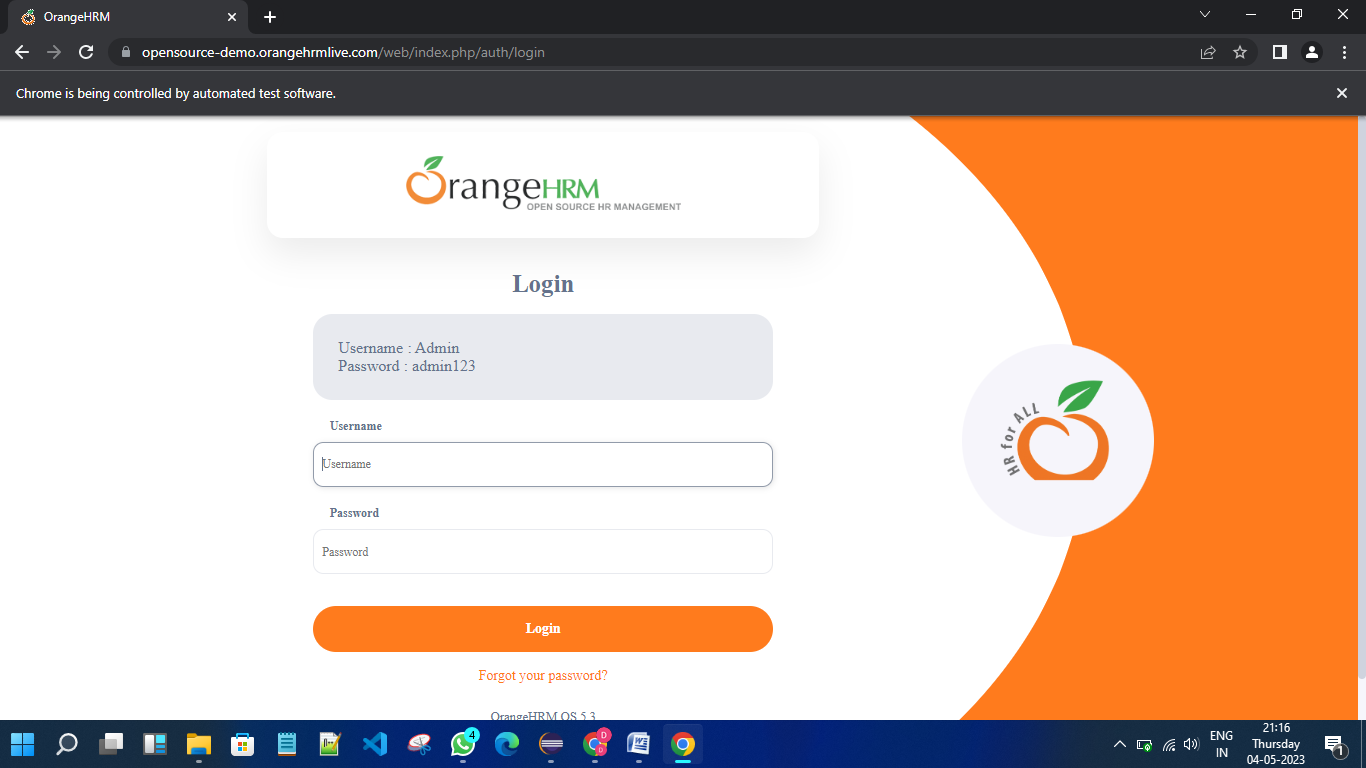 OrangeHRM
opensource-demo.orangehrmlive.com/web/index.php/auth/login
Chrome is being controlled by automated test software.
OrangeHRM
OPEN SOURCE HR MANAGEMENT
Login
Username : Admin
Password : admin123
Username
Username
Password
Password
Login
Forgot your password?
OrangeHRM OS 5.3
HR for ALL
4
D
D
ENG
IN
21:16
Thursday
04-05-2023
1